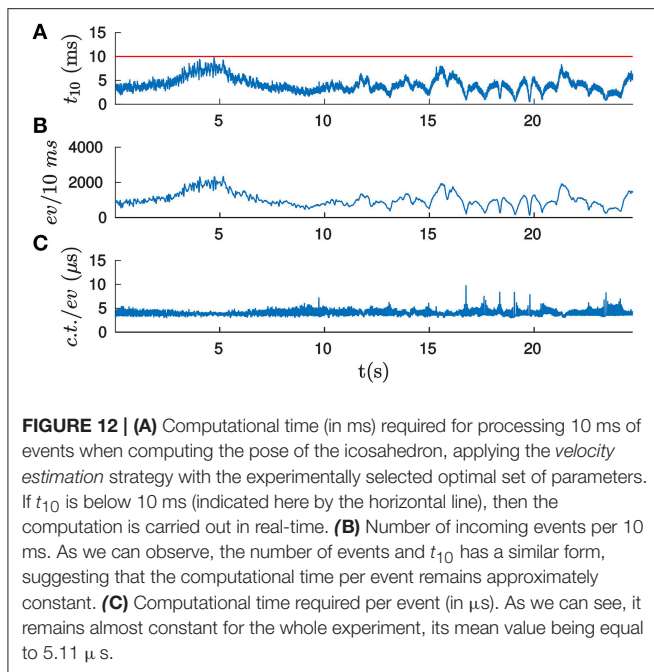 A
t10 (ms)
15
10
5
0
5 10 15 20
B
ev/10 ms
4000
2000
0
5 10 15 20
C
c.t./ev (μs)
15
10
5
0
5 10 15 20
t(s)
FIGURE 12 | (A) Computational time (in ms) required for processing 10 ms of
events when computing the pose of the icosahedron, applying the velocity
estimation strategy with the experimentally selected optimal set of parameters.
If t10 is below 10 ms (indicated here by the horizontal line), then the
computation is carried out in real-time. (B) Number of incoming events per 10
ms. As we can observe, the number of events and t10 has a similar form,
suggesting that the computational time per event remains approximately
constant. (C) Computational time required per event (in μs). As we can see, it
remains almost constant for the whole experiment, its mean value being equal
to 5.11 μ s.